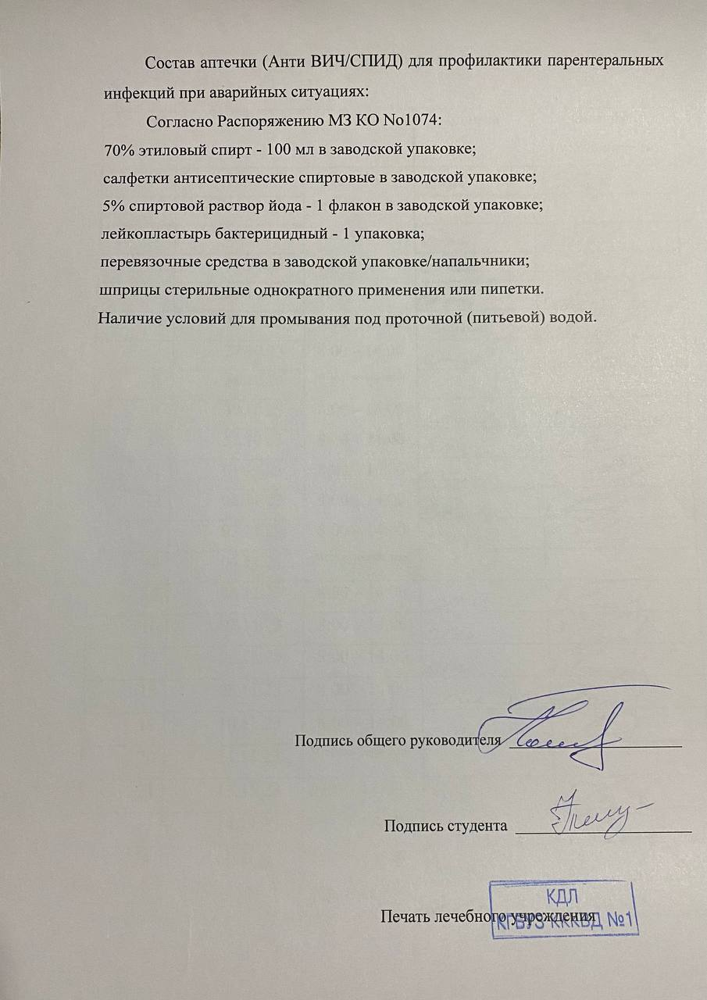 Состав аптечки (Анти ВИЧ/СПИД) для профилактики парентеральных
инфекций при аварийных ситуациях:
Согласно Распоряжению МЗ КО No1074:
70% этиловый спирт - 100 мл в заводской упаковке;
салфетки антисептические спиртовые в заводской упаковке;
5% спиртовой раствор йода - 1 флакон в заводской упаковке;
лейкопластырь бактерицидный - 1 упаковка;
перевязочные средства в заводской упаковке/напальчники;
шприцы стерильные однократного применения или пипетки.
Наличие условий для промывания под проточной (питьевой) водой.
Подпись общего руководителя
Подпись студента
КДЛ
Печать лечебного учреждения
КГБУЗ КККВД №1